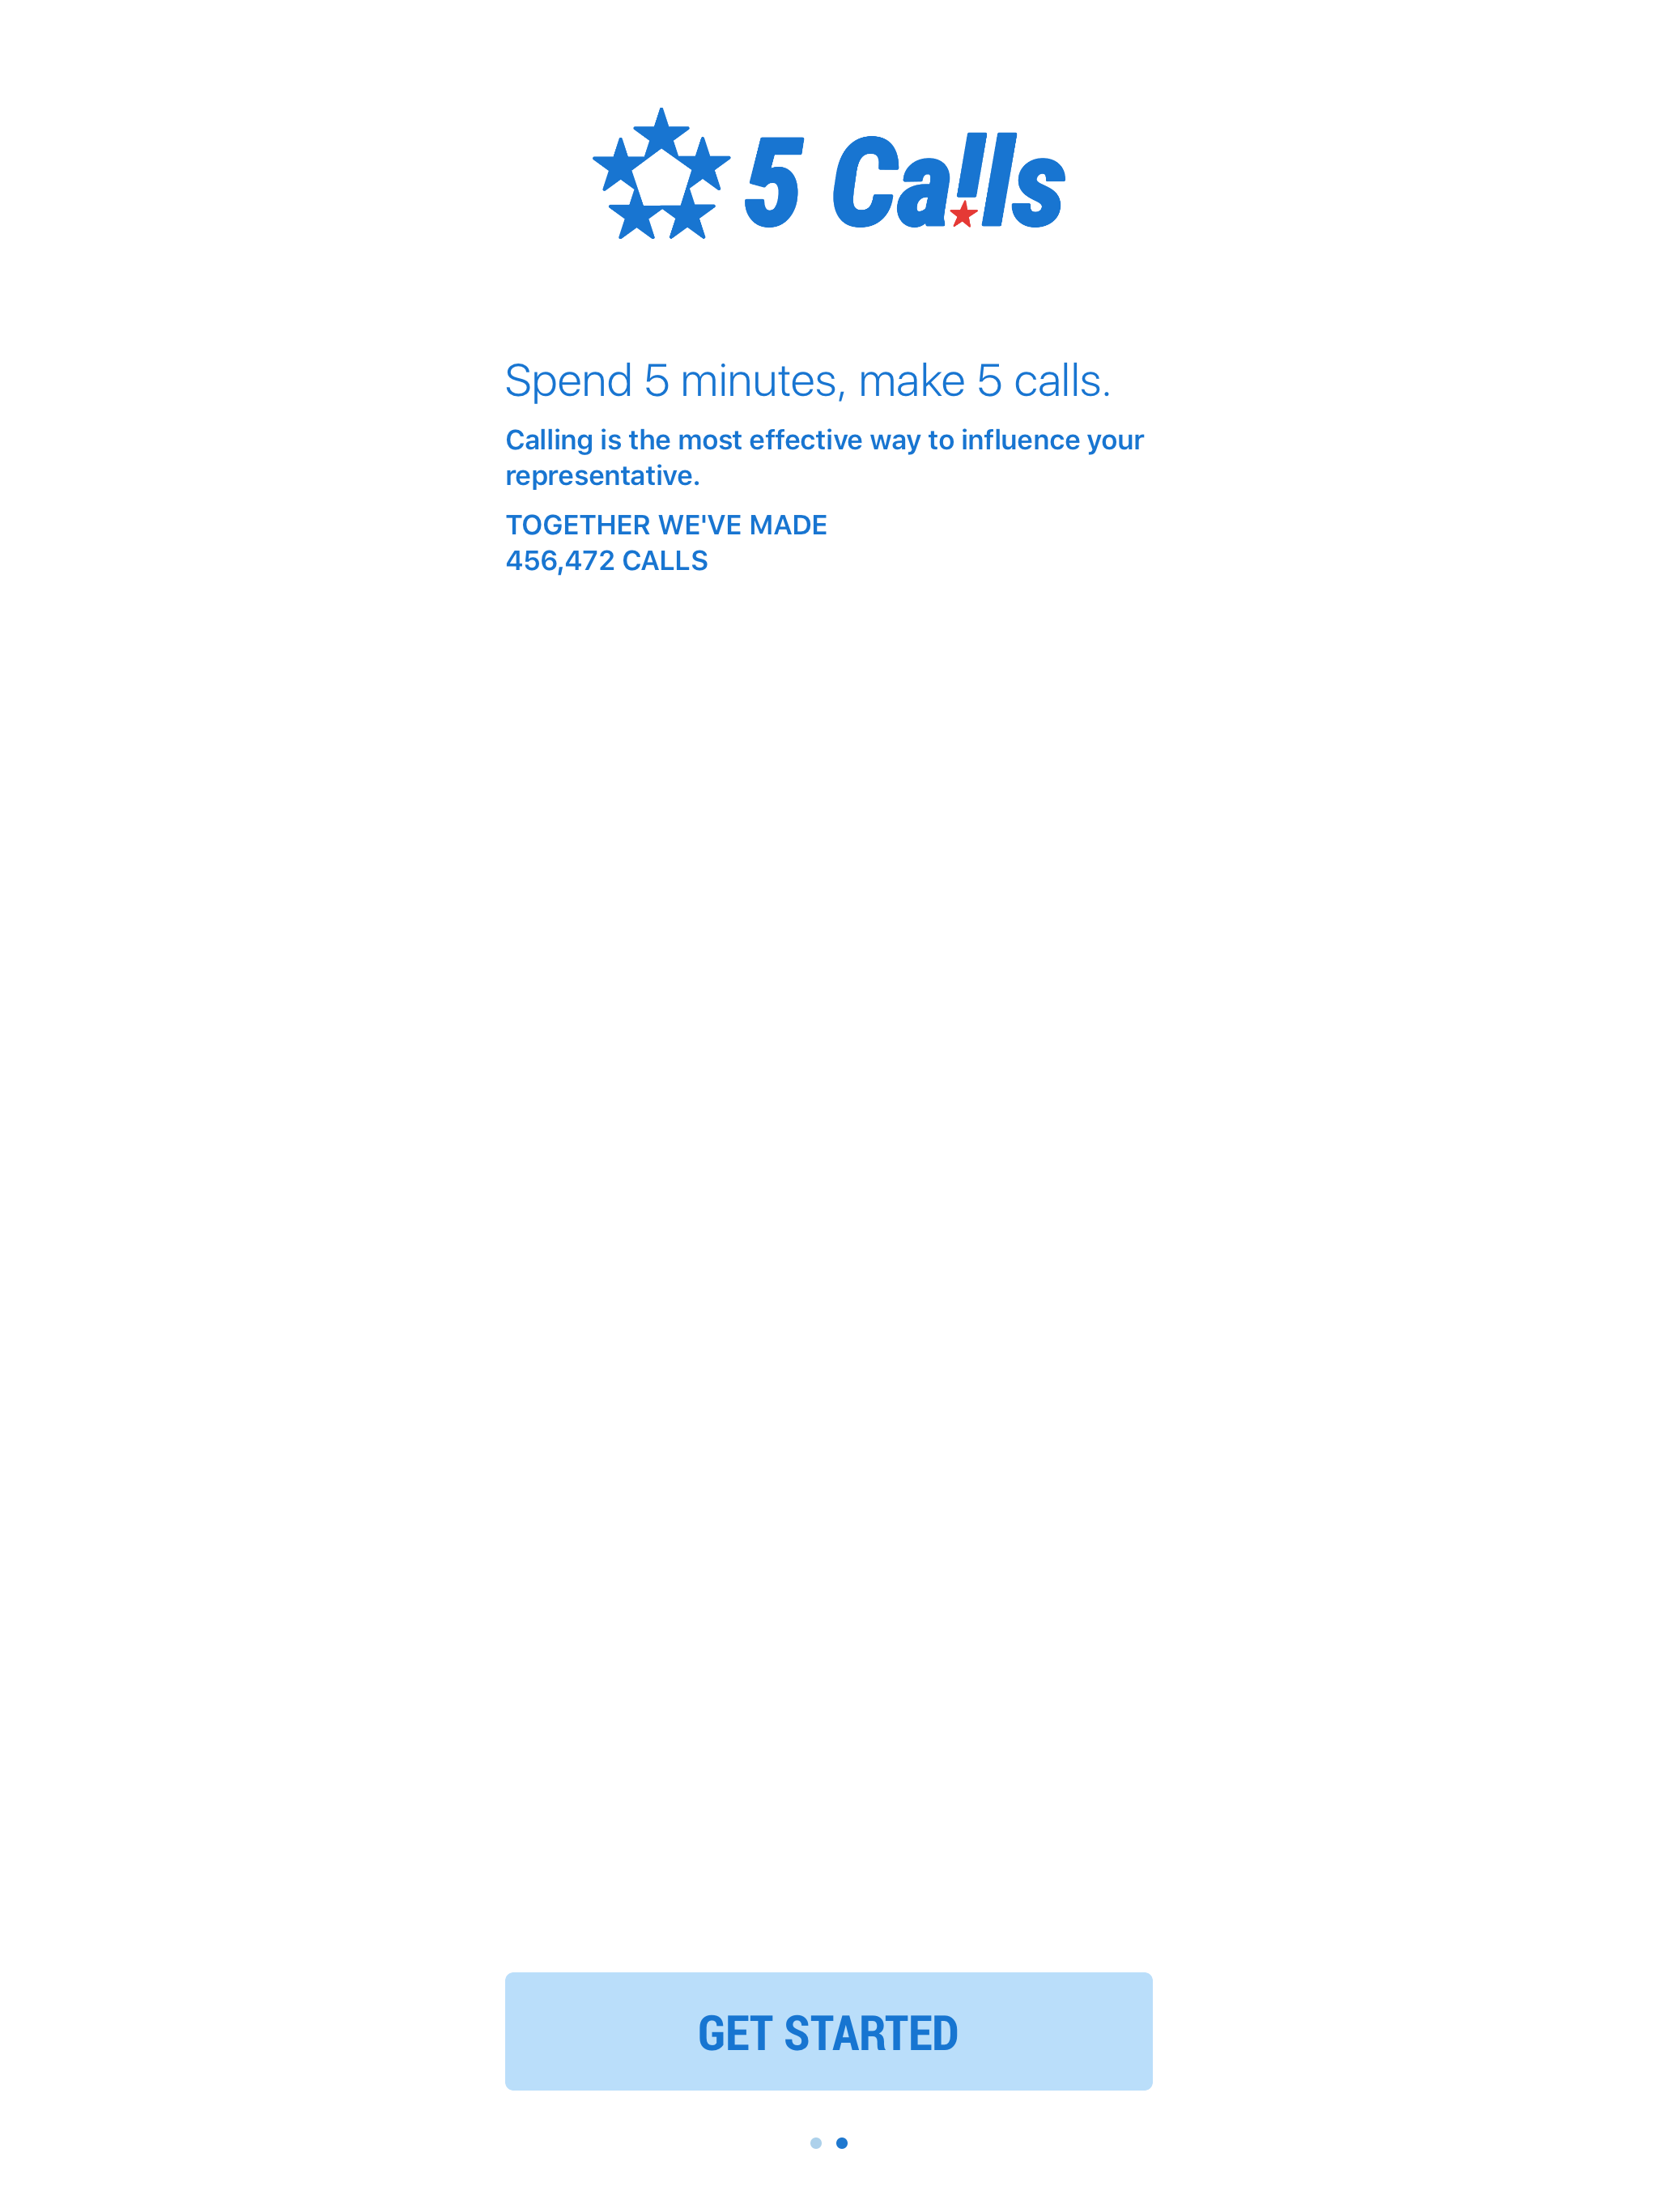 5 Calls
Spend 5 minutes, make 5 calls.
Calling is the most effective way to influence your
representative.
TOGETHER WE'VE MADE
456,472 CALLS
GET STARTED